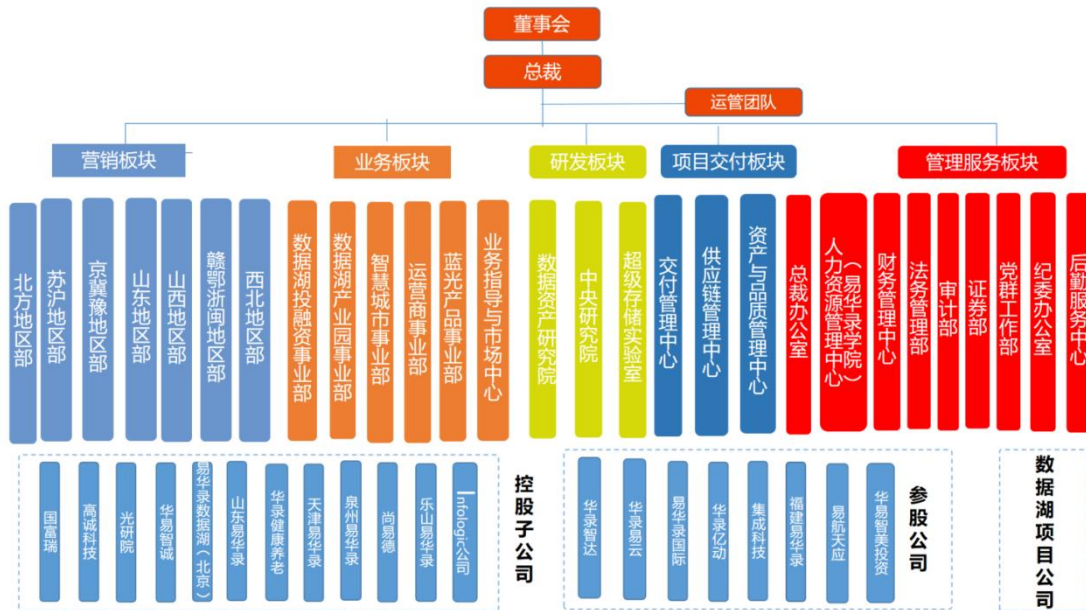 董事会
总裁
运管团队
营销板块
业务板块
研发板块
项目交付板块
管理服务板块
北方地区部
苏沪地区部
京冀豫地区部
山东地区部
山西地区部
赣鄂浙闽地区部
西北地区部
数据湖投融资事业部
数据湖产业园事业部
智慧城市事业部
运营商事业部
蓝光产品事业部
业务指导与市场中心
数据资产研究院
中央研究院
超级存储实验室
交付管理中心
供应链管理中心
资产与品质管理中心
总裁办公室
人力资源管理中心
(易华录学院)
财务管理中心
法务管理部
审计部
证券部
党群工作部
纪委办公室
后勤服务中心
国富瑞
高诚科技
光研院
华易智诚
易华录数据湖(北京)
山东易华录
华录健康养老
天津易华录
泉州易华录
尚易德
乐山易华录
Infologic公司
控股子公司
华录智达
华录易云
易华录国际
华录亿动
集成科技
福建易华录
易航天应
华易智美投资
参股公司
数据湖项目公司